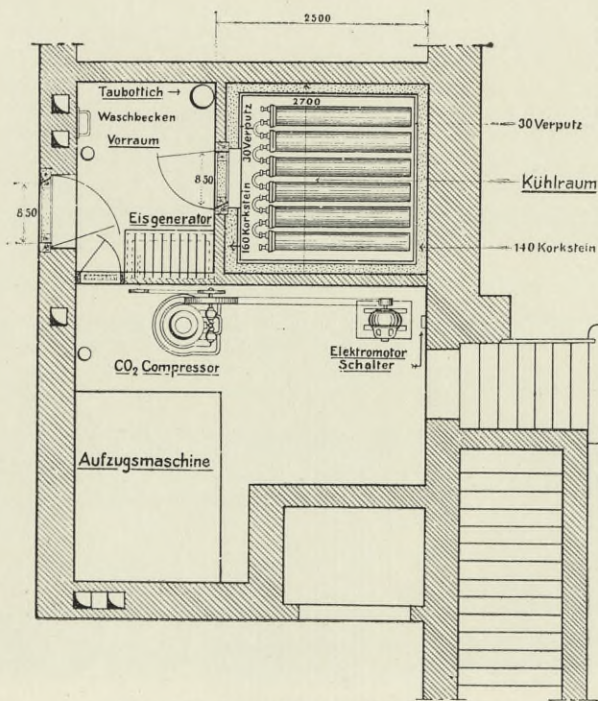 2500
Taubottich →
Waschbecken
Vorraum
2700
30 Verputz
30 Verputz
Kühlraum
850
850
Eisgenerator
160 Korkstein
140 Korkstein
CO₂ Compressor
Elektromotor
Schalter
Aufzugsmaschine